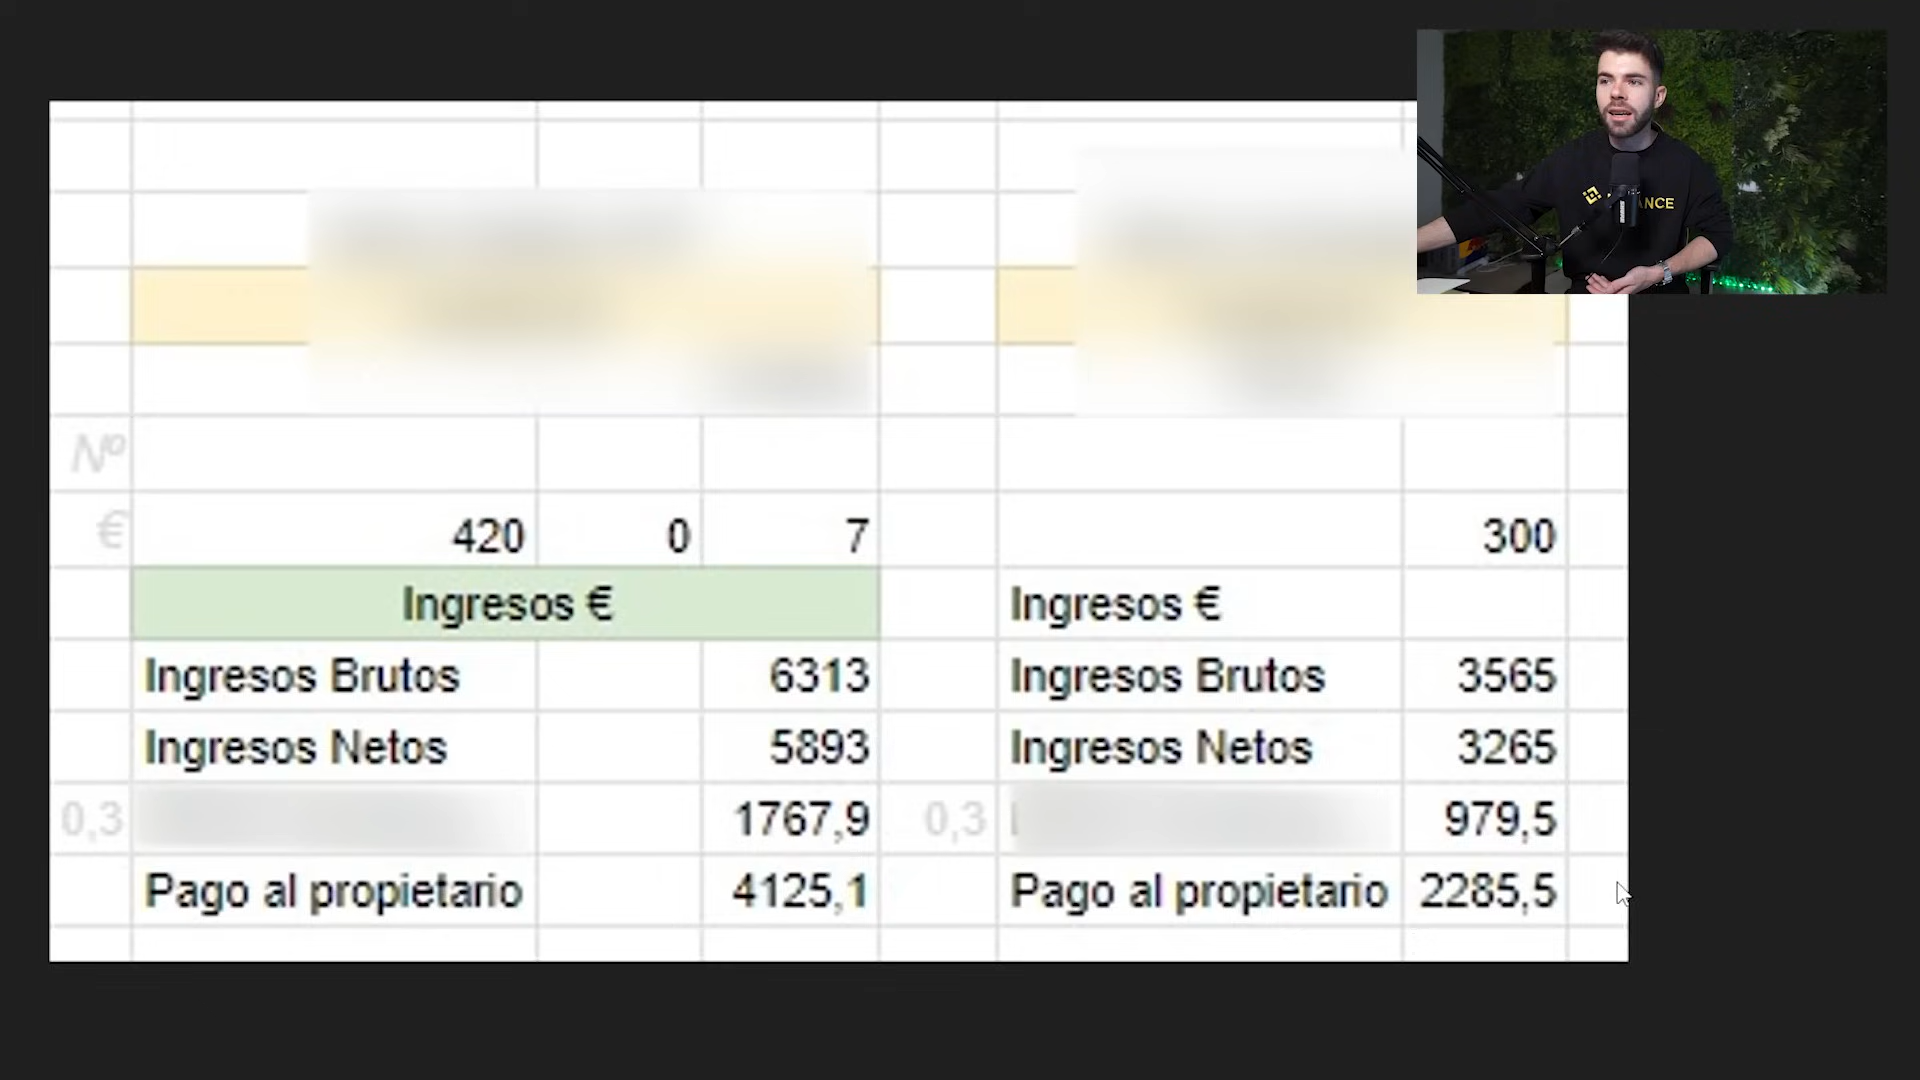 Nº
€ 420 0 7 300
Ingresos € Ingresos €
Ingresos Brutos 6313 Ingresos Brutos 3565
Ingresos Netos 5893 Ingresos Netos 3265
0,3 1767,9 0,3 979,5
Pago al propietario 4125,1 Pago al propietario 2285,5